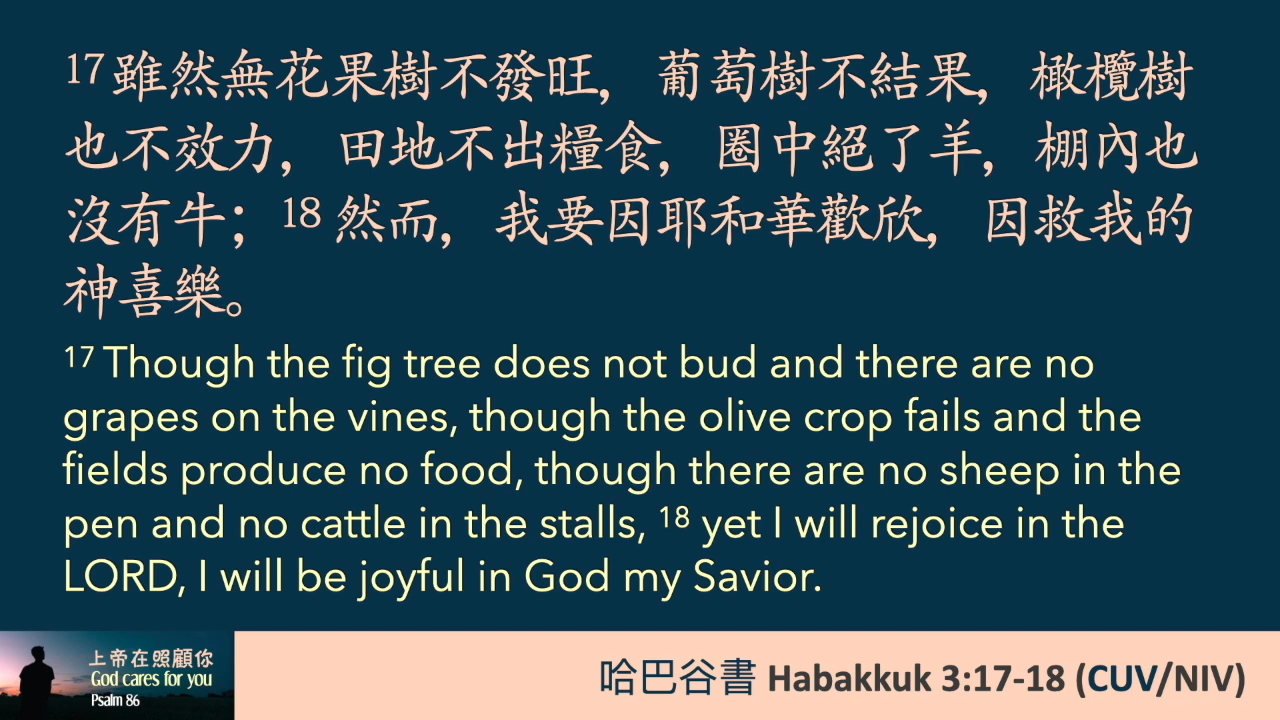 17 雖然無花果樹不發旺，葡萄樹不結果，橄欖樹
也不效力，田地不出糧食，圈中絕了羊，棚內也
沒有牛；18 然而，我要因耶和華歡欣，因救我的
神喜樂。
17 Though the fig tree does not bud and there are no
grapes on the vines, though the olive crop fails and the
fields produce no food, though there are no sheep in the
pen and no cattle in the stalls, 18 yet I will rejoice in the
LORD, I will be joyful in God my Savior.
上帝在照顧你
God cares for you
Psalm 86
哈巴谷書 Habakkuk 3:17-18 (CUV/NIV)